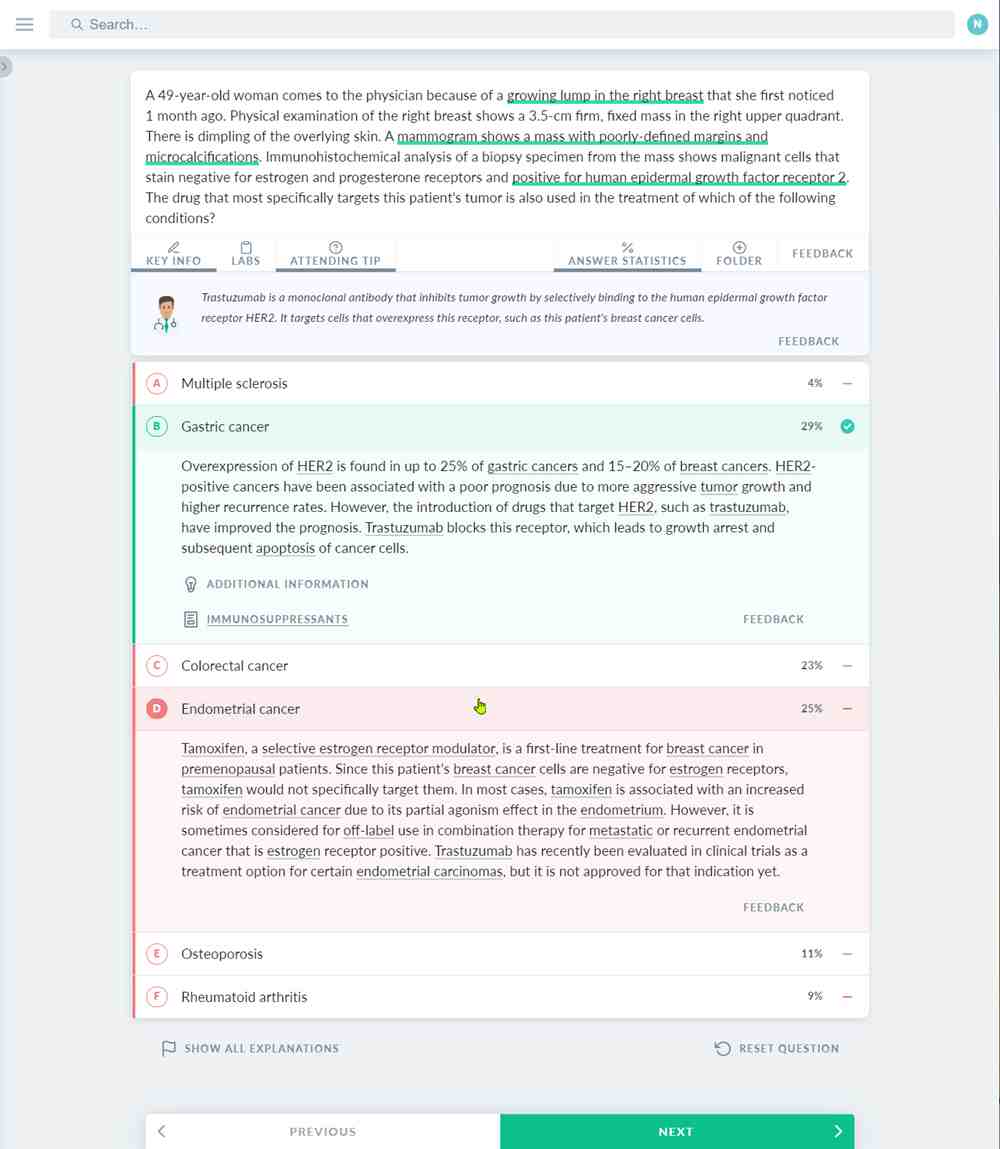 Search...
N
A 49-year-old woman comes to the physician because of a growing lump in the right breast that she first noticed
1 month ago. Physical examination of the right breast shows a 3.5-cm firm, fixed mass in the right upper quadrant.
There is dimpling of the overlying skin. A mammogram shows a mass with poorly-defined margins and
microcalcifications. Immunohistochemical analysis of a biopsy specimen from the mass shows malignant cells that
stain negative for estrogen and progesterone receptors and positive for human epidermal growth factor receptor 2.
The drug that most specifically targets this patient's tumor is also used in the treatment of which of the following
conditions?
KEY INFO LABS ATTENDING TIP ANSWER STATISTICS FOLDER FEEDBACK
Trastuzumab is a monoclonal antibody that inhibits tumor growth by selectively binding to the human epidermal growth factor
receptor HER2. It targets cells that overexpress this receptor, such as this patient's breast cancer cells.
FEEDBACK
A Multiple sclerosis 4%
B Gastric cancer 29%
Overexpression of HER2 is found in up to 25% of gastric cancers and 15–20% of breast cancers. HER2-
positive cancers have been associated with a poor prognosis due to more aggressive tumor growth and
higher recurrence rates. However, the introduction of drugs that target HER2, such as trastuzumab,
have improved the prognosis. Trastuzumab blocks this receptor, which leads to growth arrest and
subsequent apoptosis of cancer cells.
ADDITIONAL INFORMATION
IMMUNOSUPPRESSANTS FEEDBACK
C Colorectal cancer 23%
D Endometrial cancer 25%
Tamoxifen, a selective estrogen receptor modulator, is a first-line treatment for breast cancer in
premenopausal patients. Since this patient's breast cancer cells are negative for estrogen receptors,
tamoxifen would not specifically target them. In most cases, tamoxifen is associated with an increased
risk of endometrial cancer due to its partial agonism effect in the endometrium. However, it is
sometimes considered for off-label use in combination therapy for metastatic or recurrent endometrial
cancer that is estrogen receptor positive. Trastuzumab has recently been evaluated in clinical trials as a
treatment option for certain endometrial carcinomas, but it is not approved for that indication yet.
FEEDBACK
E Osteoporosis 11%
F Rheumatoid arthritis 9%
SHOW ALL EXPLANATIONS RESET QUESTION
PREVIOUS NEXT